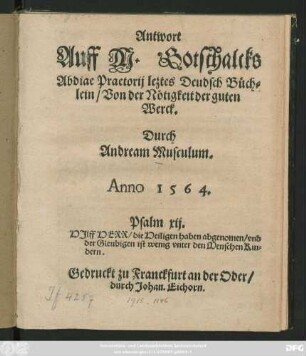 Antwort
Auff M. Gotschalcks
Abdiae Praetorij leztes Deudsch Büch-
lein / Von der Nötigkeit der guten
Werck.
Durch
Andream Musculum.
Anno 1564.
Psalm xij.
HJlff HERR / die Heiligen haben abgenomen / vnd
der Gleubigen ist wenig vnter den Menschen Kin-
dern.
Gedruckt zu Franckfurt an der Oder /
durch Johan. Eichorn.